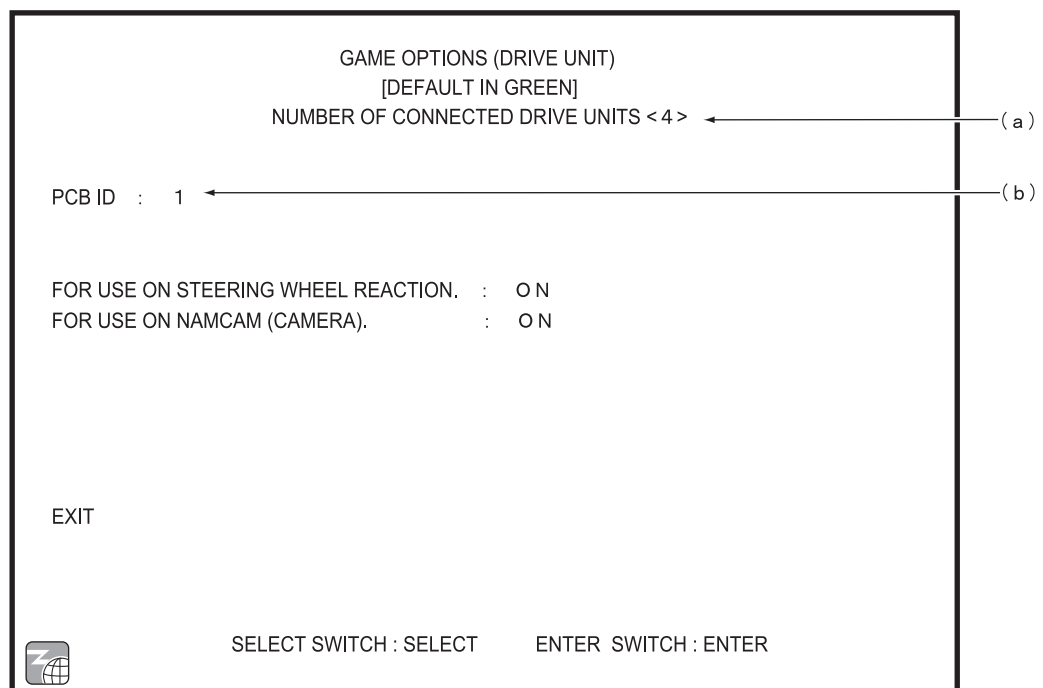 GAME OPTIONS (DRIVE UNIT)
[DEFAULT IN GREEN]
NUMBER OF CONNECTED DRIVE UNITS <4>
(a)
PCB ID : 1
(b)
FOR USE ON STEERING WHEEL REACTION. : ON
FOR USE ON NAMCAM (CAMERA). : ON
EXIT
SELECT SWITCH : SELECT ENTER SWITCH : ENTER